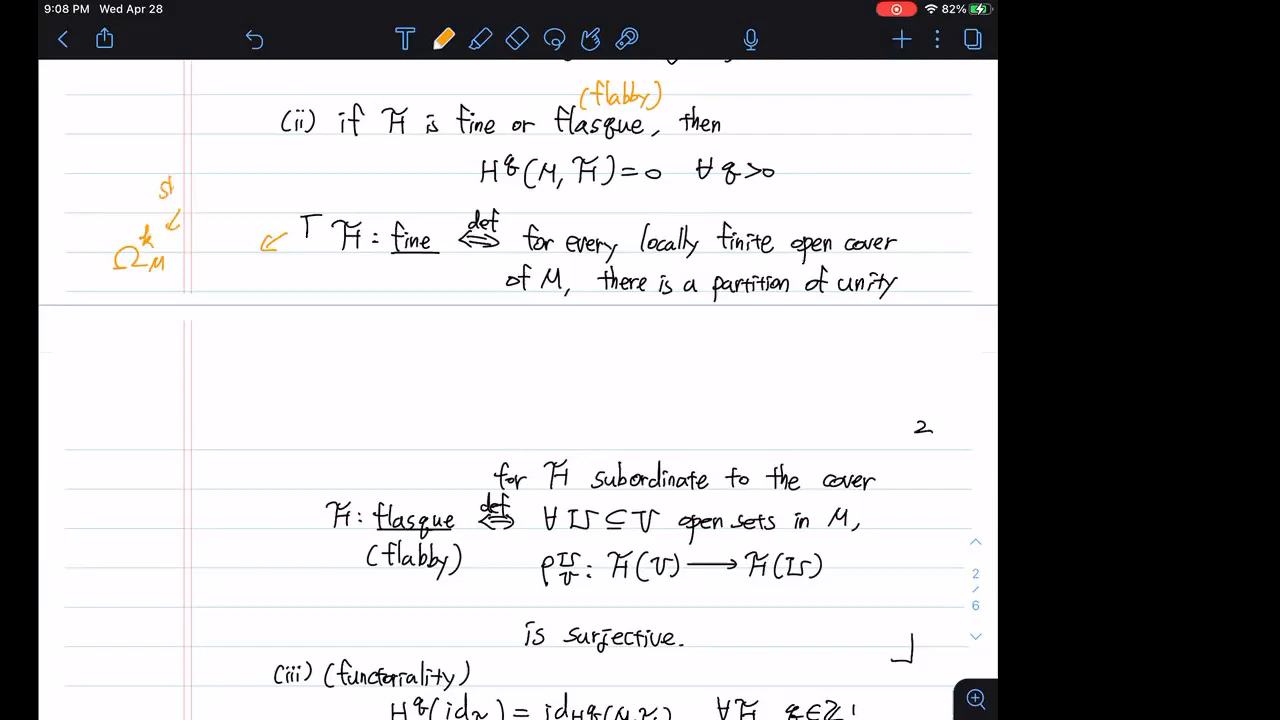 9:08 PM Wed Apr 28
82%
(flabby)
(ii) if ℱ is fine or flasque, then
H^q(M, ℱ) = 0 ∀ q > 0
sl
Ω^k_M
ℱ : fine ⇔ def for every locally finite open cover
of M, there is a partition of unity
2
for ℱ subordinate to the cover
ℱ : flasque ⇔ def ∀ U ⊆ V open sets in M,
(flabby) ρ^U_V : ℱ(V) ⟶ ℱ(U)
2
6
is surjective.
(iii) (functoriality)